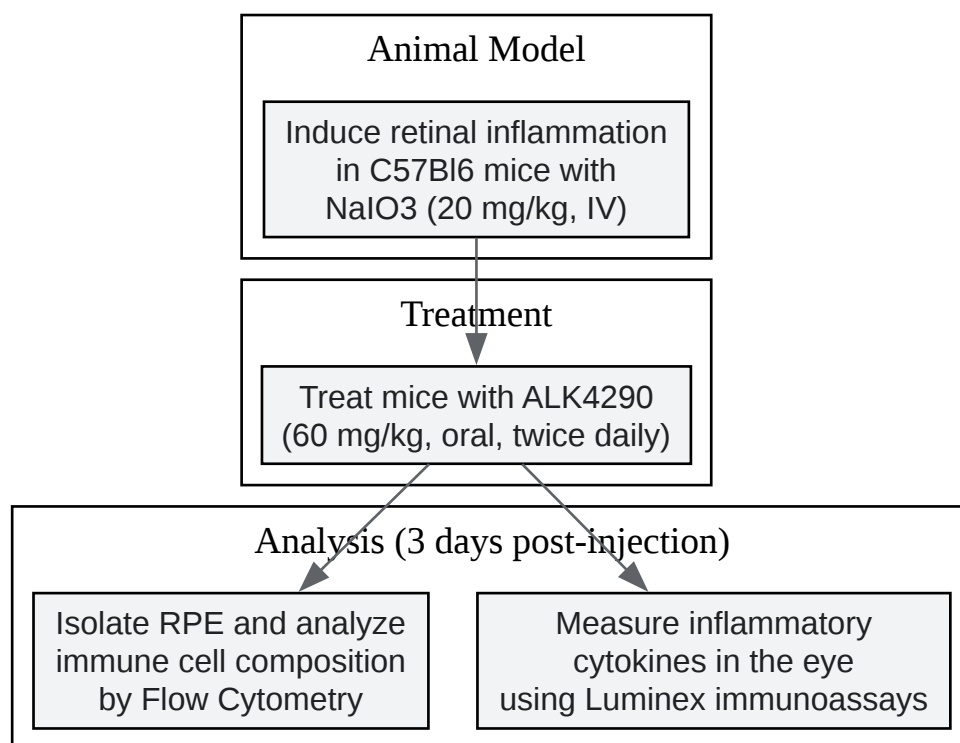 Animal Model
Induce retinal inflammation
in C57Bl6 mice with
NaIO3 (20 mg/kg, IV)
Treatment
Treat mice with ALK4290
(60 mg/kg, oral, twice daily)
Analysis (3 days post-injection)
Isolate RPE and analyze
immune cell composition
by Flow Cytometry
Measure inflammatory
cytokines in the eye
using Luminex immunoassays